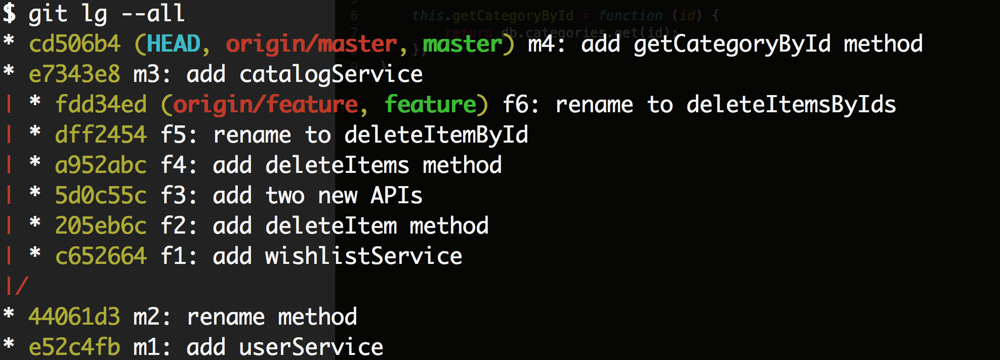 $ git lg --all
6 this.getCategoryById = function (id) {
* cd506b4 (HEAD, origin/master, master) m4: add getCategoryById method
7 return db.categories.get(id);
};
* e7343e8 m3: add catalogService
9 }
| * fdd34ed (origin/feature, feature) f6: rename to deleteItemsByIds
| * dff2454 f5: rename to deleteItemById
| * a952abc f4: add deleteItems method
| * 5d0c55c f3: add two new APIs
| * 205eb6c f2: add deleteItem method
| * c652664 f1: add wishlistService
|/
* 44061d3 m2: rename method
* e52c4fb m1: add userService